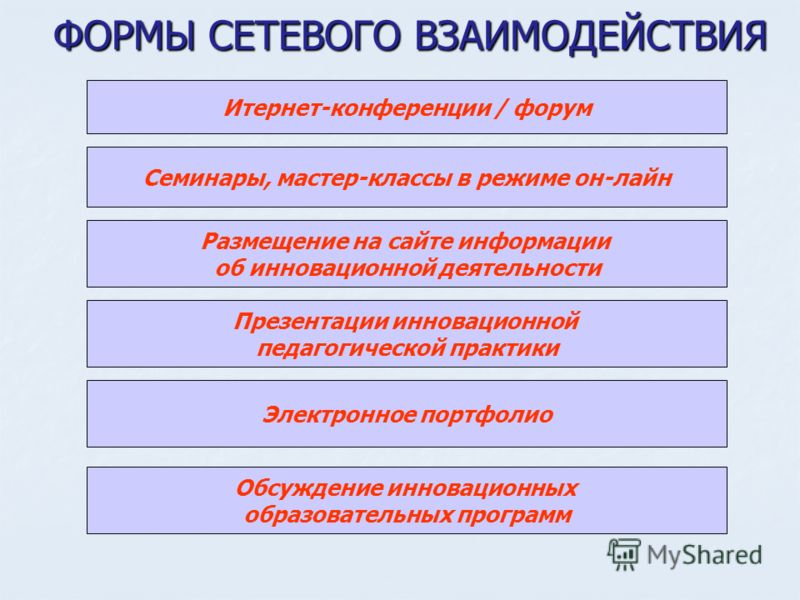 ФОРМЫ СЕТЕВОГО ВЗАИМОДЕЙСТВИЯ
Итернет-конференции / форум
Семинары, мастер-классы в режиме он-лайн
Размещение на сайте информации
об инновационной деятельности
Презентации инновационной
педагогической практики
Электронное портфолио
Обсуждение инновационных
образовательных программ
MyShared